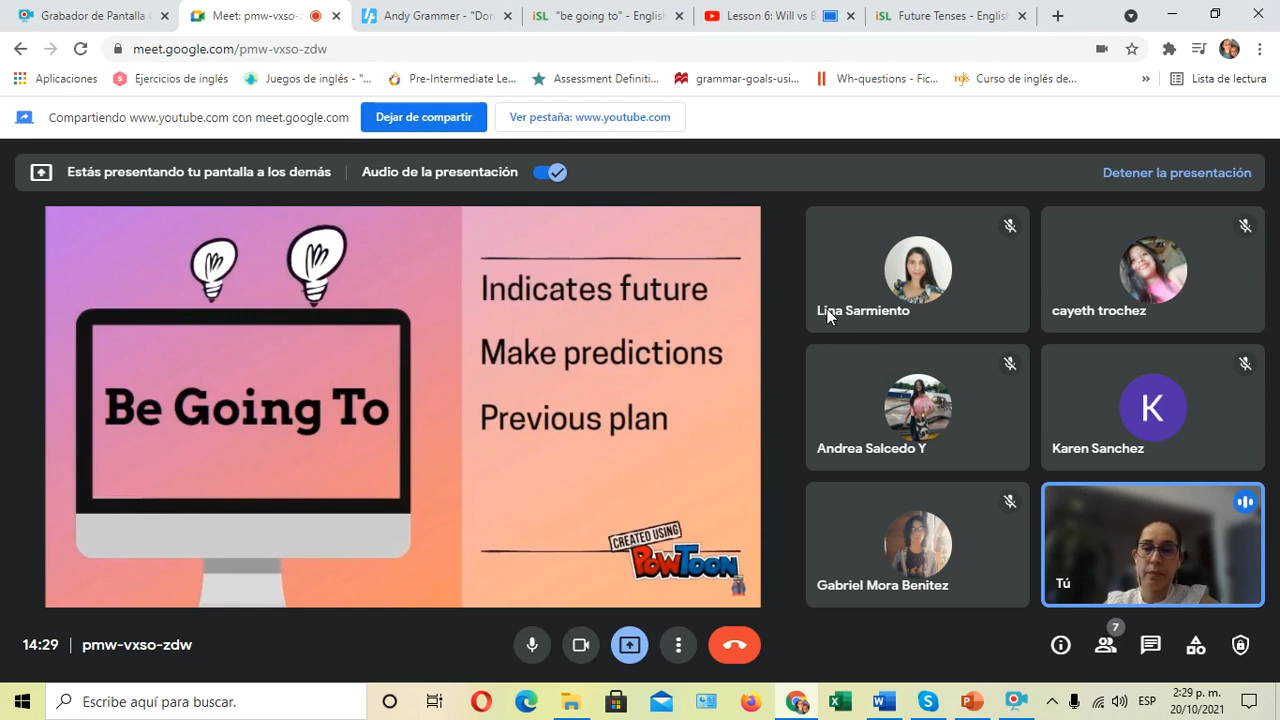 Grabador de Pantalla G
Meet: pmw-vxso-z
Andy Grammer - "Don
"be going to" - English
Lesson 6: Will vs B
Future Tenses - English
meet.google.com/pmw-vxso-zdw
Aplicaciones
Ejercicios de inglés
Juegos de inglés - "...
Pre-Intermediate Le...
Assessment Definiti...
grammar-goals-usi...
Wh-questions - Fic...
Curso de inglés de...
»
Lista de lectura
Compartiendo www.youtube.com con meet.google.com
Dejar de compartir
Ver pestaña: www.youtube.com
Estás presentando tu pantalla a los demás
Audio de la presentación
Detener la presentación
Be Going To
Indicates future
Make predictions
Previous plan
CREATED USING
POWTOON
Lina Sarmiento
cayeth trochez
Andrea Salcedo Y
K
Karen Sanchez
Gabriel Mora Benitez
Tú
14:29 | pmw-vxso-zdw
7
Escribe aquí para buscar.
ESP
2:29 p. m.
20/10/2021